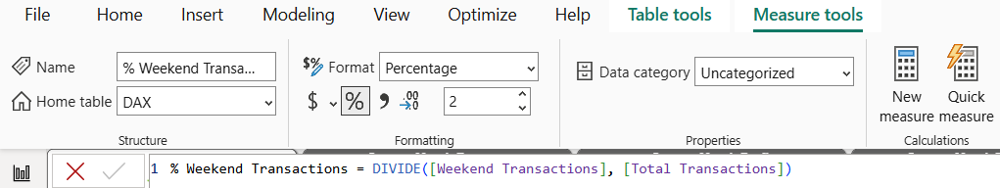 File Home Insert Modeling View Optimize Help Table tools Measure tools
Name % Weekend Transa...
$% Format Percentage
Data category Uncategorized
Home table DAX
$ % , .00 →.0 2
New measure
Quick measure
Structure Formatting Properties Calculations
1 % Weekend Transactions = DIVIDE([Weekend Transactions], [Total Transactions])